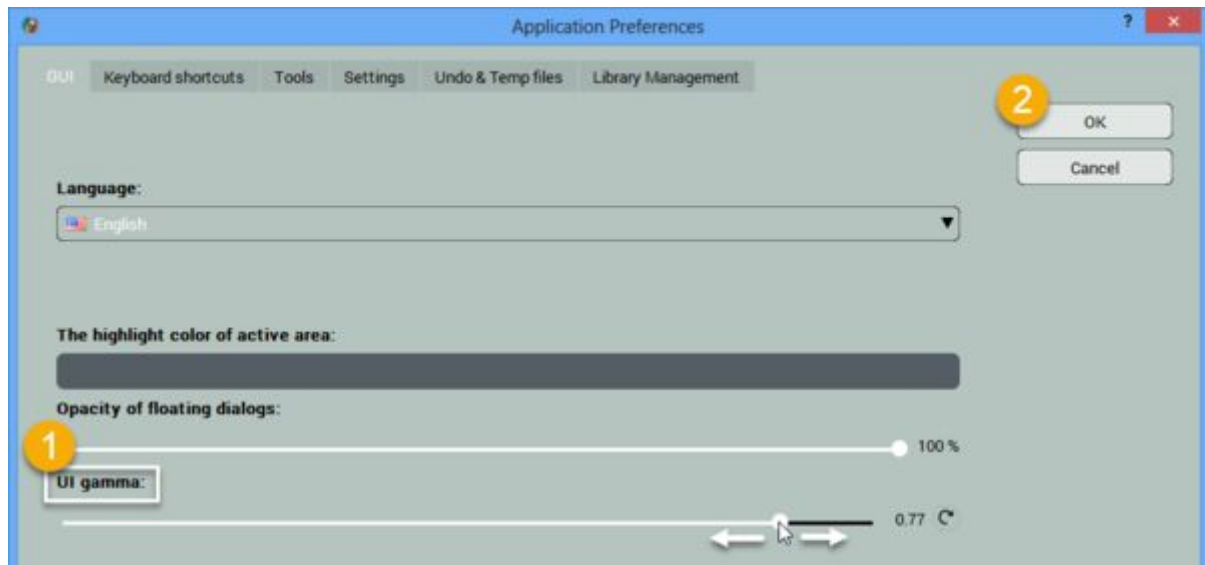 Application Preferences
?
GUI Keyboard shortcuts Tools Settings Undo & Temp files Library Management
2
OK
Cancel
Language:
English
The highlight color of active area:
Opacity of floating dialogs:
1
100 %
UI gamma:
0.77